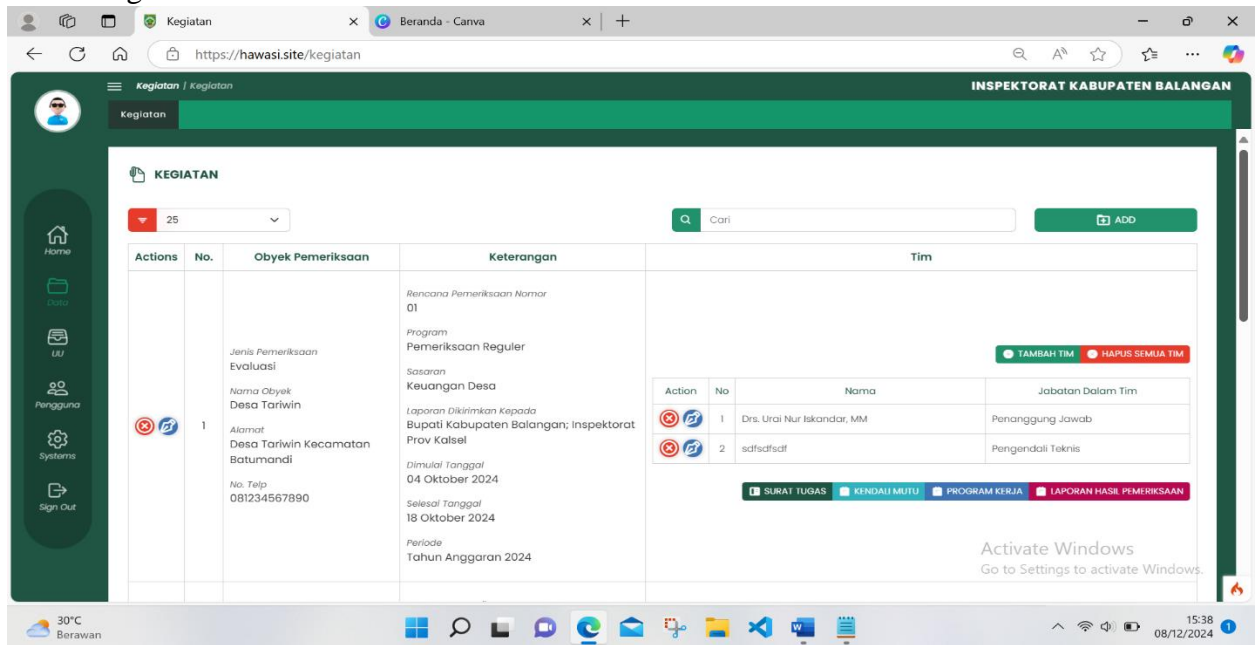 Kegiatan
Beranda - Canva
https://hawasi.site/kegiatan
Kegiatan | Kegiatan
INSPEKTORAT KABUPATEN BALANGAN
Kegiatan
KEGIATAN
25
Cari
ADD
Home
Data
UU
Pengguna
Systems
Sign Out
Actions No. Obyek Pemeriksaan Keterangan Tim
1
Jenis Pemeriksaan
Evaluasi
Nama Obyek
Desa Tariwin
Alamat
Desa Tariwin Kecamatan
Batumandi
No. Telp
081234567890
Rencana Pemeriksaan Nomor
01
Program
Pemeriksaan Reguler
Sasaran
Keuangan Desa
Laporan Dikirimkan Kepada
Bupati Kabupaten Balangan; Inspektorat
Prov Kalsel
Dimulai Tanggal
04 Oktober 2024
Selesai Tanggal
18 Oktober 2024
Periode
Tahun Anggaran 2024
TAMBAH TIM HAPUS SEMUA TIM
Action No Nama Jabatan Dalam Tim
1 Drs. Urai Nur Iskandar, MM Penanggung Jawab
2 sdfsdfsdf Pengendali Teknis
SURAT TUGAS KENDALI MUTU PROGRAM KERJA LAPORAN HASIL PEMERIKSAAN
Activate Windows
Go to Settings to activate Windows.
30°C
Berawan
15:38
08/12/2024
1